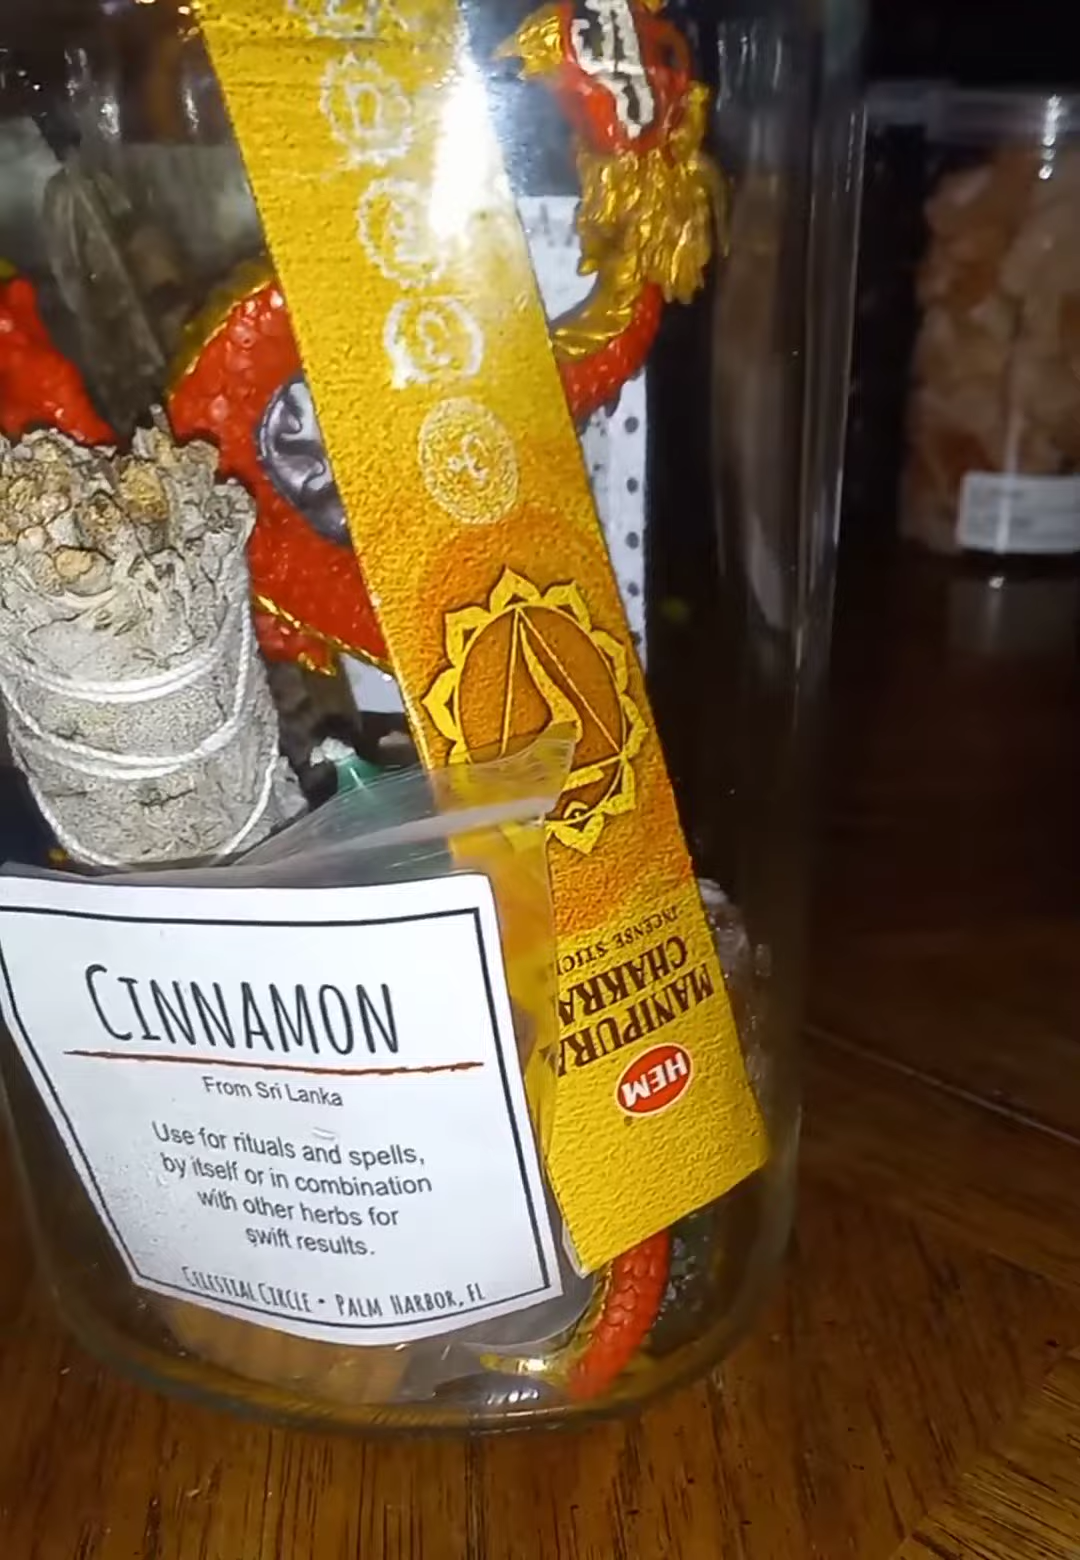 CINNAMON
From Sri Lanka
Use for rituals and spells,
by itself or in combination
with other herbs for
swift results.
CELESTIAL CIRCLE • PALM HARBOR, FL
HEM
MANIPURA
CHAKRA
INCENSE